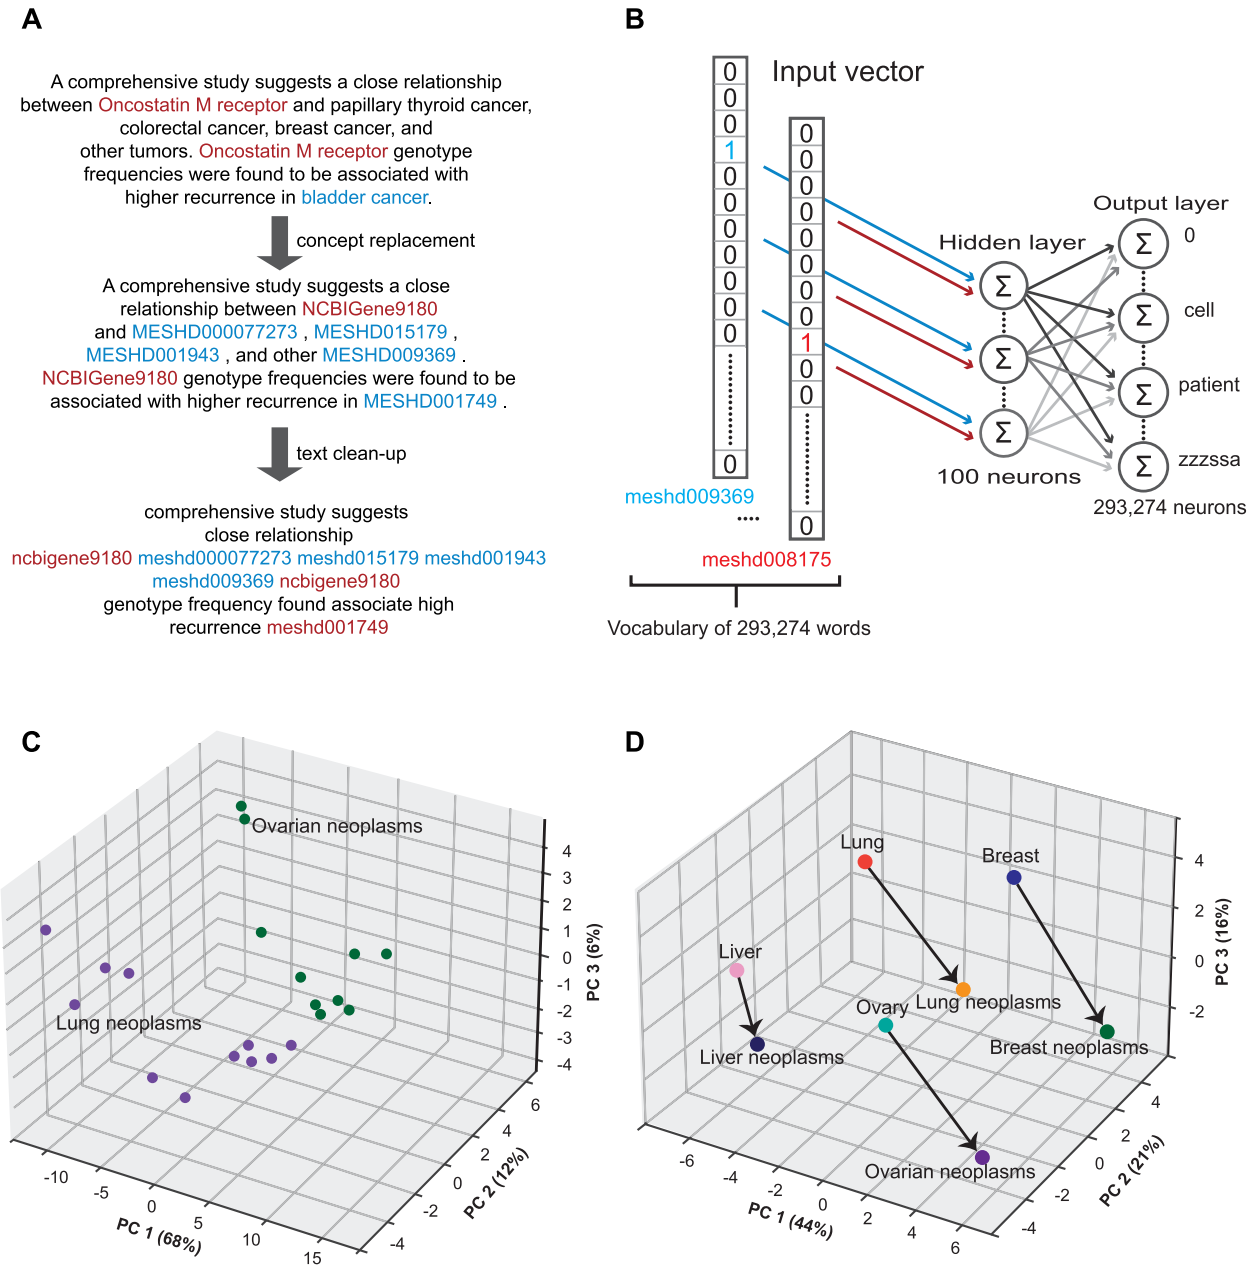 A
A comprehensive study suggests a close relationship
between Oncostatin M receptor and papillary thyroid cancer,
colorectal cancer, breast cancer, and
other tumors. Oncostatin M receptor genotype
frequencies were found to be associated with
higher recurrence in bladder cancer.
concept replacement
A comprehensive study suggests a close
relationship between NCBIGene9180
and MESHD000077273 , MESHD015179 ,
MESHD001943 , and other MESHD009369 .
NCBIGene9180 genotype frequencies were found to be
associated with higher recurrence in MESHD001749 .
text clean-up
comprehensive study suggests
close relationship
ncbigene9180 meshd000077273 meshd015179 meshd001943
meshd009369 ncbigene9180
genotype frequency found associate high
recurrence meshd001749
B
Input vector
0
0
0
1
0
0
0
0
0
0
0
0
meshd009369
0
0
0
0
0
0
0
0
1
0
0
0
meshd008175
Vocabulary of 293,274 words
Hidden layer
Σ
Σ
Σ
100 neurons
Output layer
Σ
0
Σ
cell
Σ
patient
Σ
zzzssa
293,274 neurons
C
Ovarian neoplasms
Lung neoplasms
4
3
2
1
0
-1
-2
-3
-4
PC 3 (6%)
6
4
2
0
-2
-4
PC 2 (12%)
-10
-5
0
5
10
15
PC 1 (68%)
D
Lung
Breast
Liver
Lung neoplasms
Ovary
Breast neoplasms
Liver neoplasms
Ovarian neoplasms
4
2
0
-2
PC 3 (16%)
4
2
0
-2
-4
PC 2 (21%)
-6
-4
-2
0
2
4
6
PC 1 (44%)